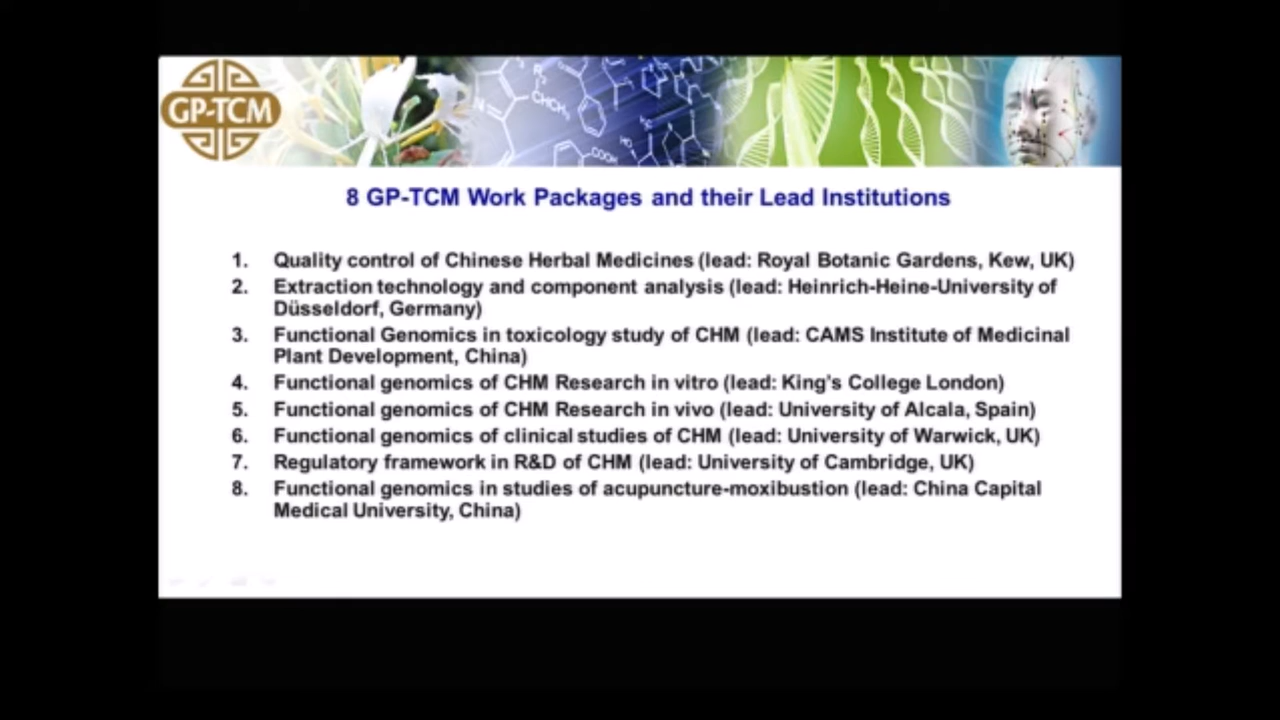 GP-TCM
N
R
CHCH₃
COOH
HO
8 GP-TCM Work Packages and their Lead Institutions
1. Quality control of Chinese Herbal Medicines (lead: Royal Botanic Gardens, Kew, UK)
2. Extraction technology and component analysis (lead: Heinrich-Heine-University of
Düsseldorf, Germany)
3. Functional Genomics in toxicology study of CHM (lead: CAMS Institute of Medicinal
Plant Development, China)
4. Functional genomics of CHM Research in vitro (lead: King's College London)
5. Functional genomics of CHM Research in vivo (lead: University of Alcala, Spain)
6. Functional genomics of clinical studies of CHM (lead: University of Warwick, UK)
7. Regulatory framework in R&D of CHM (lead: University of Cambridge, UK)
8. Functional genomics in studies of acupuncture-moxibustion (lead: China Capital
Medical University, China)